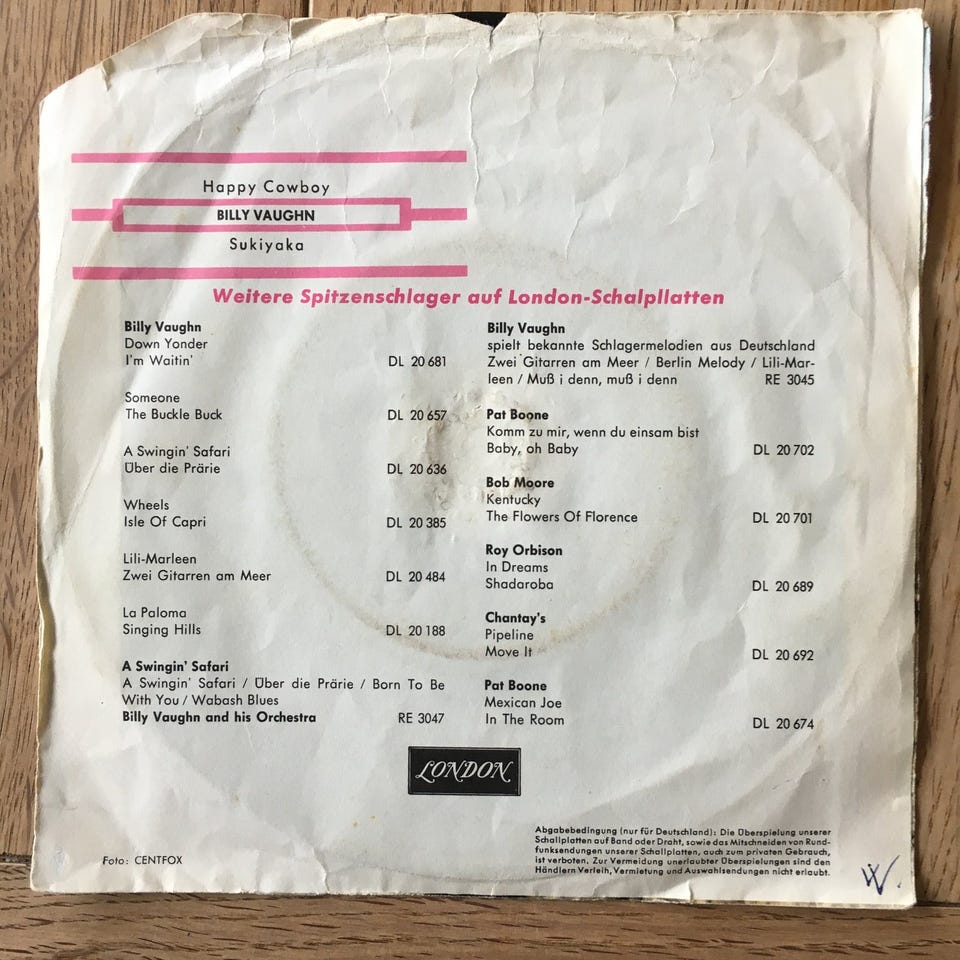 Happy Cowboy
BILLY VAUGHN
Sukiyaka
Weitere Spitzenschlager auf London-Schalpllatten
Billy Vaughn
Down Yonder
I'm Waitin' DL 20 681
Someone
The Buckle Buck DL 20 657
A Swingin' Safari
Über die Prärie DL 20 636
Wheels
Isle Of Capri DL 20 385
Lili-Marleen
Zwei Gitarren am Meer DL 20 484
La Paloma
Singing Hills DL 20 188
A Swingin' Safari
A Swingin' Safari / Über die Prärie / Born To Be
With You / Wabash Blues
Billy Vaughn and his Orchestra RE 3047
Billy Vaughn
spielt bekannte Schlagermelodien aus Deutschland
Zwei Gitarren am Meer / Berlin Melody / Lili-Mar-
leen / Muß i denn, muß i denn RE 3045
Pat Boone
Komm zu mir, wenn du einsam bist
Baby, oh Baby DL 20 702
Bob Moore
Kentucky
The Flowers Of Florence DL 20 701
Roy Orbison
In Dreams
Shadaroba DL 20 689
Chantay's
Pipeline
Move It DL 20 692
Pat Boone
Mexican Joe
In The Room DL 20 674
LONDON
Foto: CENTFOX
Abgabebedingung (nur für Deutschland): Die Überspielung unserer
Schallplatten auf Band oder Draht, sowie das Mitschneiden von Rund-
funksendungen unserer Schallplatten, auch zum privaten Gebrauch,
ist verboten. Zur Vermeidung unerlaubter Überspielungen sind den
Händlern Verleih, Vermietung und Auswahlsendungen nicht erlaubt.
W.